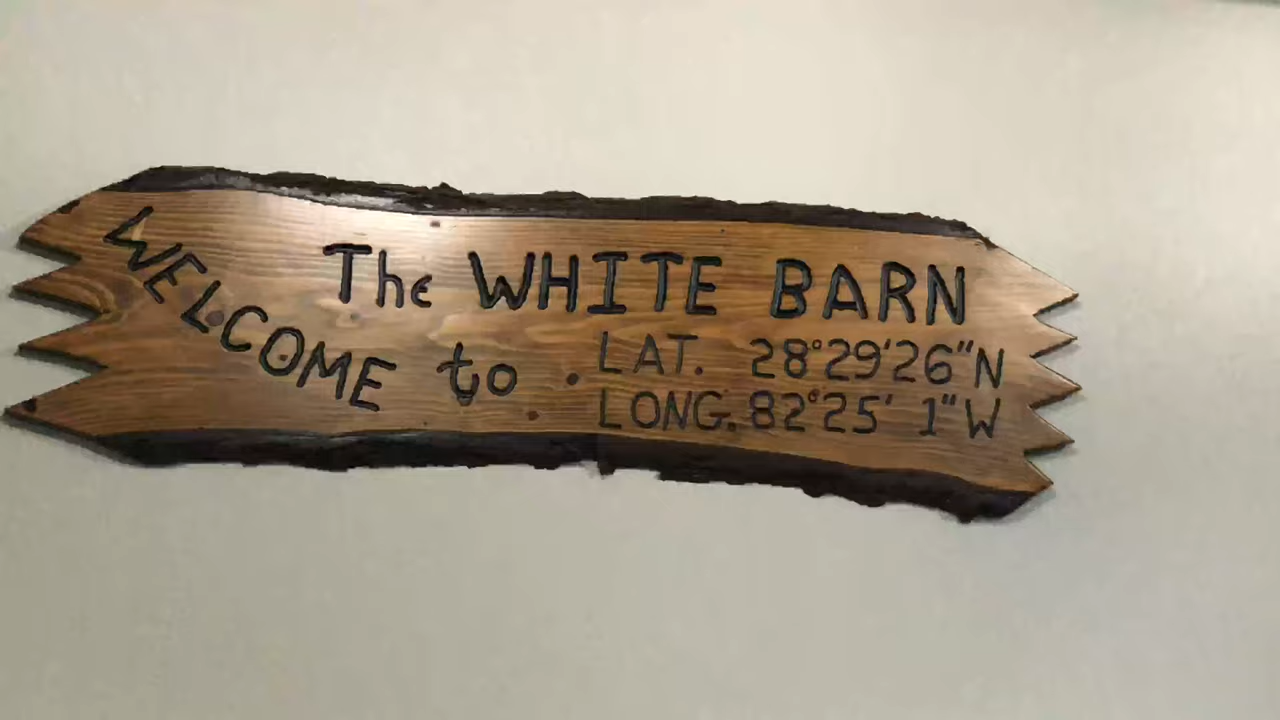 WELCOME to
The WHITE BARN
LAT. 28°29'26"N
LONG. 82°25' 1"W